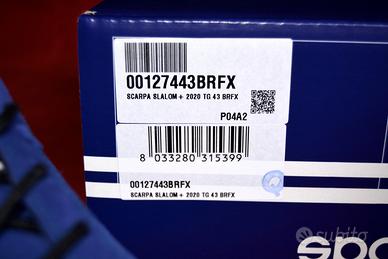 00127443BRFX
SCARPA SLALOM+ 2020 TG 43 BRFX
P04A2
8 033280 315399
00127443BRFX
SCARPA SLALOM+ 2020 TG 43 BRFX
subito
spa